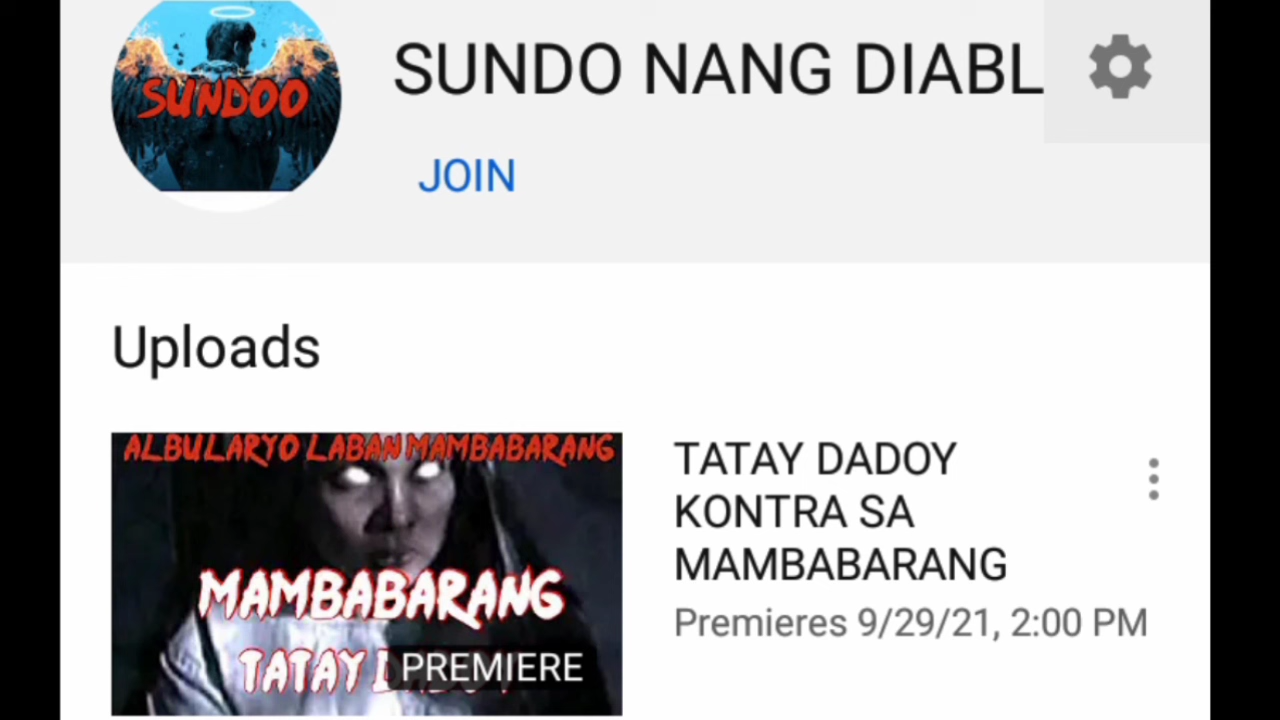 SUNDOO
SUNDO NANG DIABL
JOIN
Uploads
ALBULARYO LABAN MAMBABARANG
MAMBABARANG
TATAY
PREMIERE
TATAY DADOY
KONTRA SA
MAMBABARANG
Premieres 9/29/21, 2:00 PM